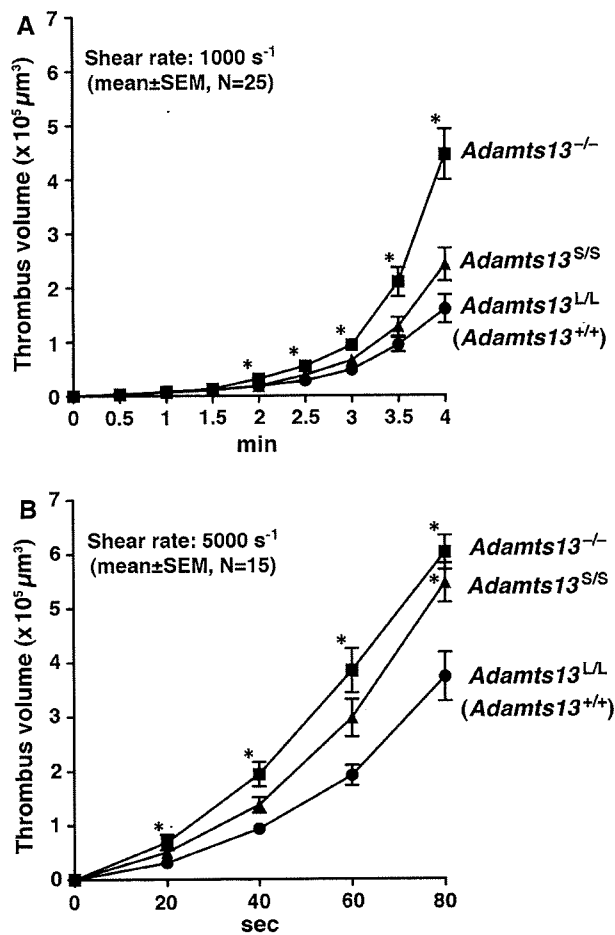 A
Shear rate: 1000 s⁻¹
(mean±SEM, N=25)
Thrombus volume (x 10⁵ µm³)
7
6
5
4
3
2
1
0
*
*
*
*
*
Adamts13⁻/⁻
Adamts13ˢ/ˢ
Adamts13ᴸ/ᴸ
(Adamts13⁺/⁺)
0 0.5 1 1.5 2 2.5 3 3.5 4
min
B
Shear rate: 5000 s⁻¹
(mean±SEM, N=15)
Thrombus volume (x 10⁵ µm³)
7
6
5
4
3
2
1
0
*
*
*
*
*
Adamts13⁻/⁻
Adamts13ˢ/ˢ
Adamts13ᴸ/ᴸ
(Adamts13⁺/⁺)
0 20 40 60 80
sec